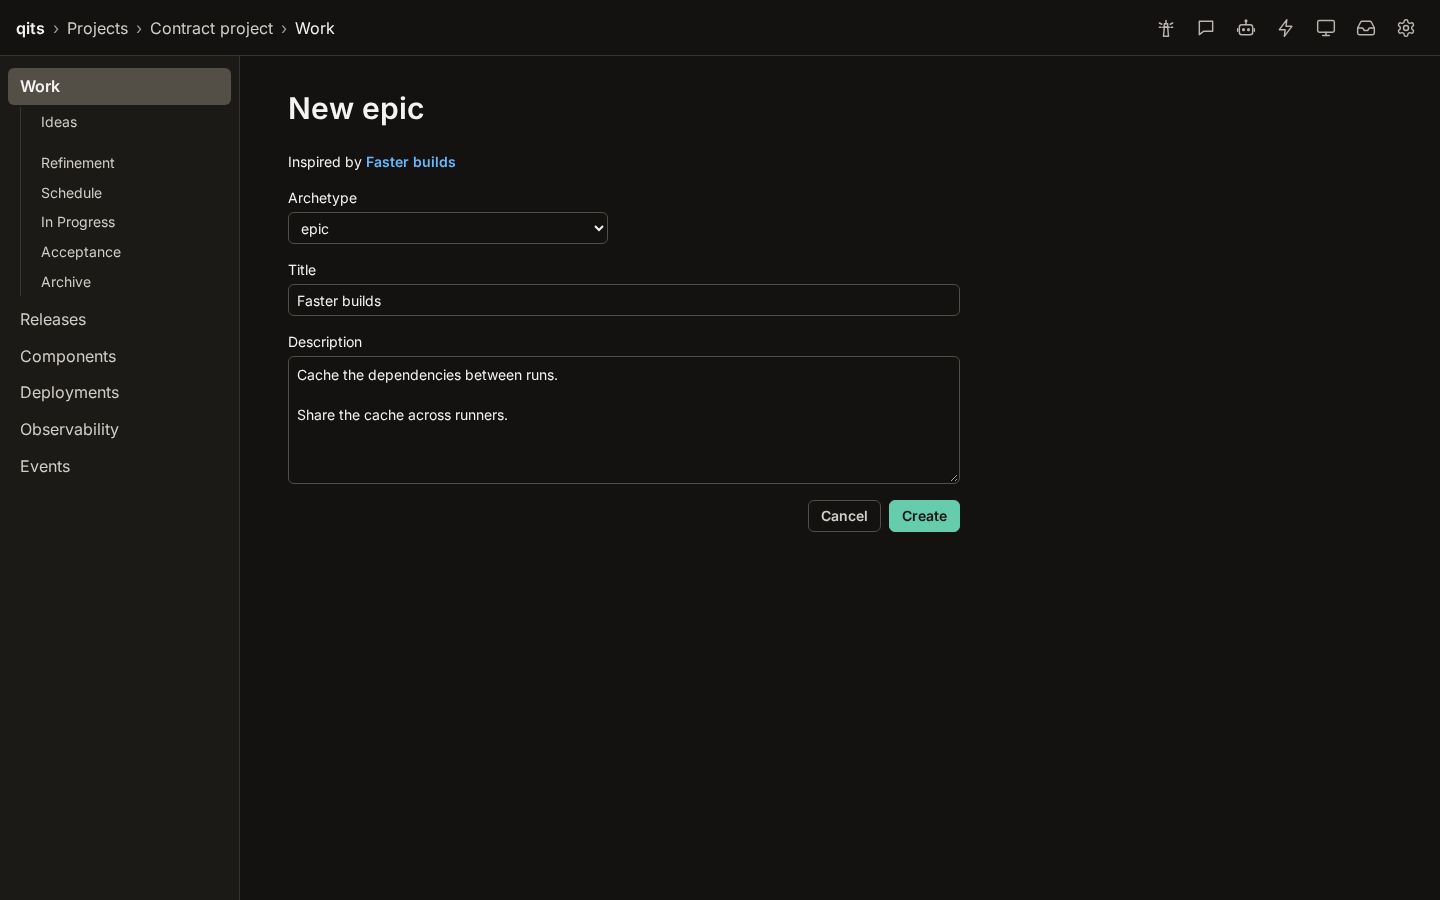 qits › Projects › Contract project › Work
Work
Ideas
Refinement
Schedule
In Progress
Acceptance
Archive
Releases
Components
Deployments
Observability
Events
New epic
Inspired by Faster builds
Archetype
epic
Title
Faster builds
Description
Cache the dependencies between runs.
Share the cache across runners.
Cancel Create